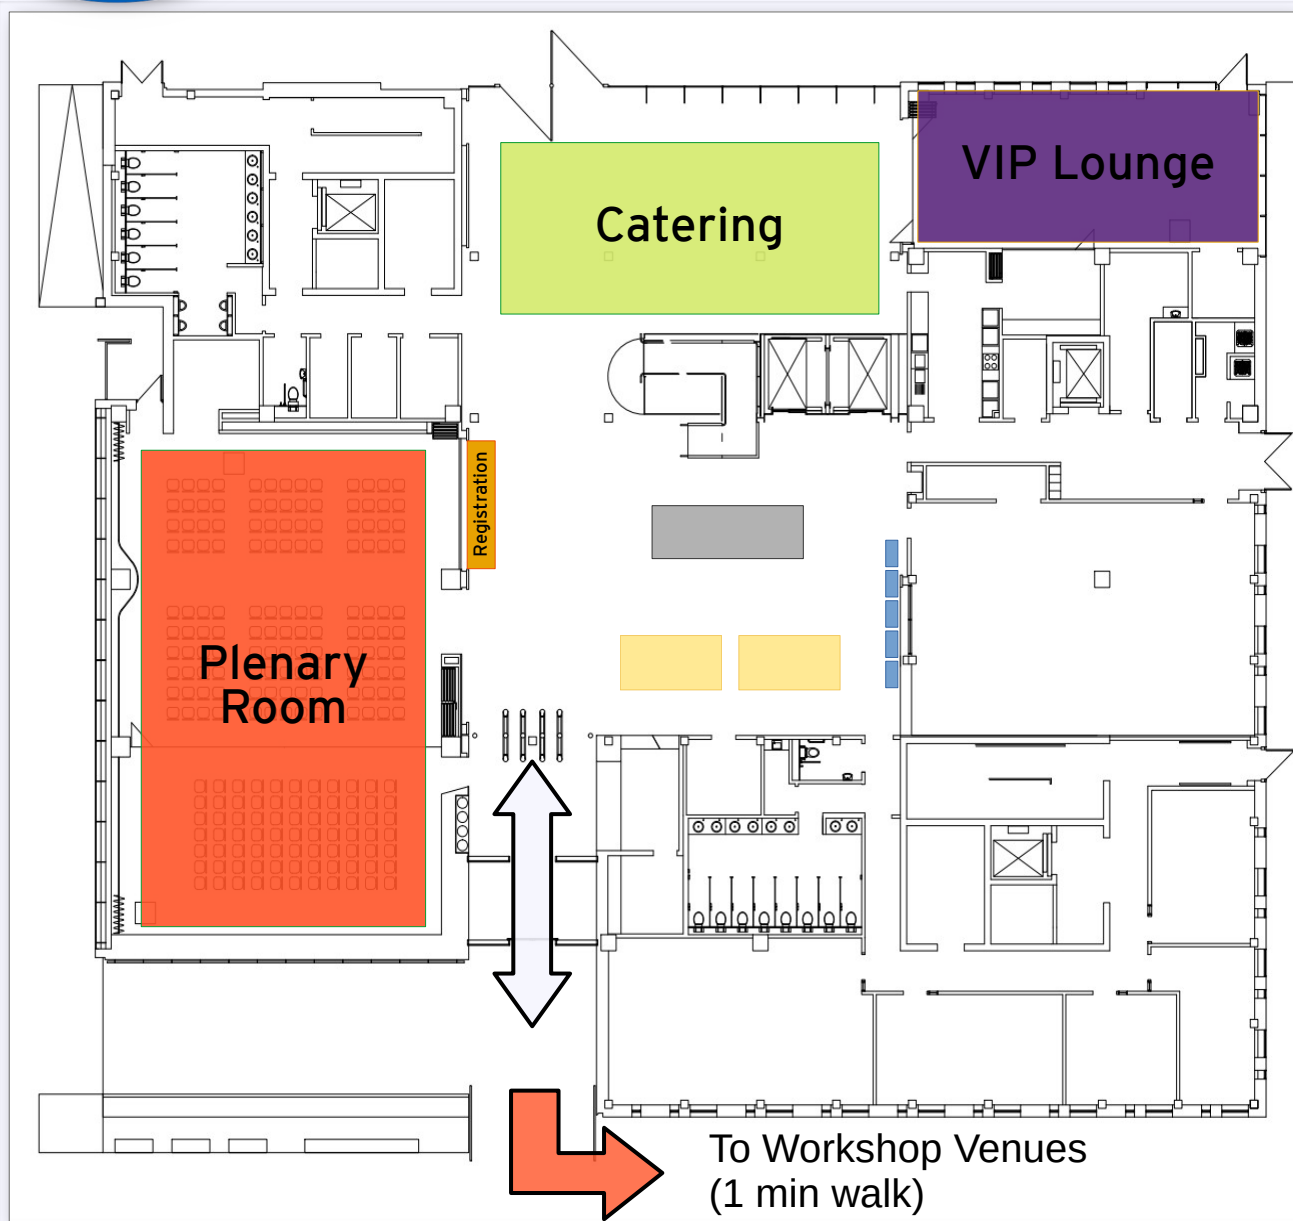 VIP Lounge
Catering
Registration
Plenary
Room
To Workshop Venues
(1 min walk)